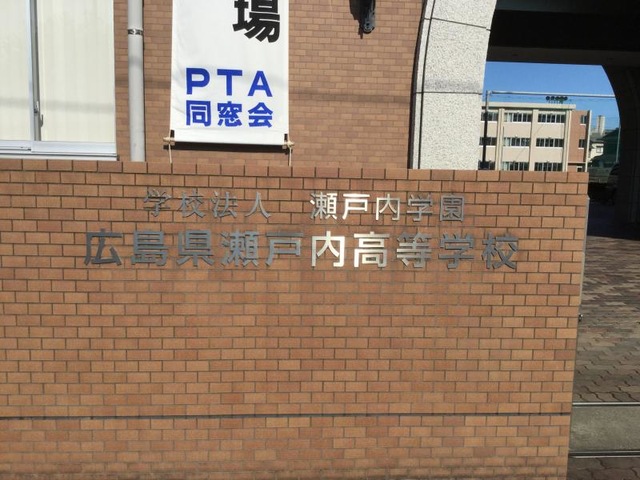 場
PTA
同窓会
学校法人 瀬戸内学園
広島県瀬戸内高等学校